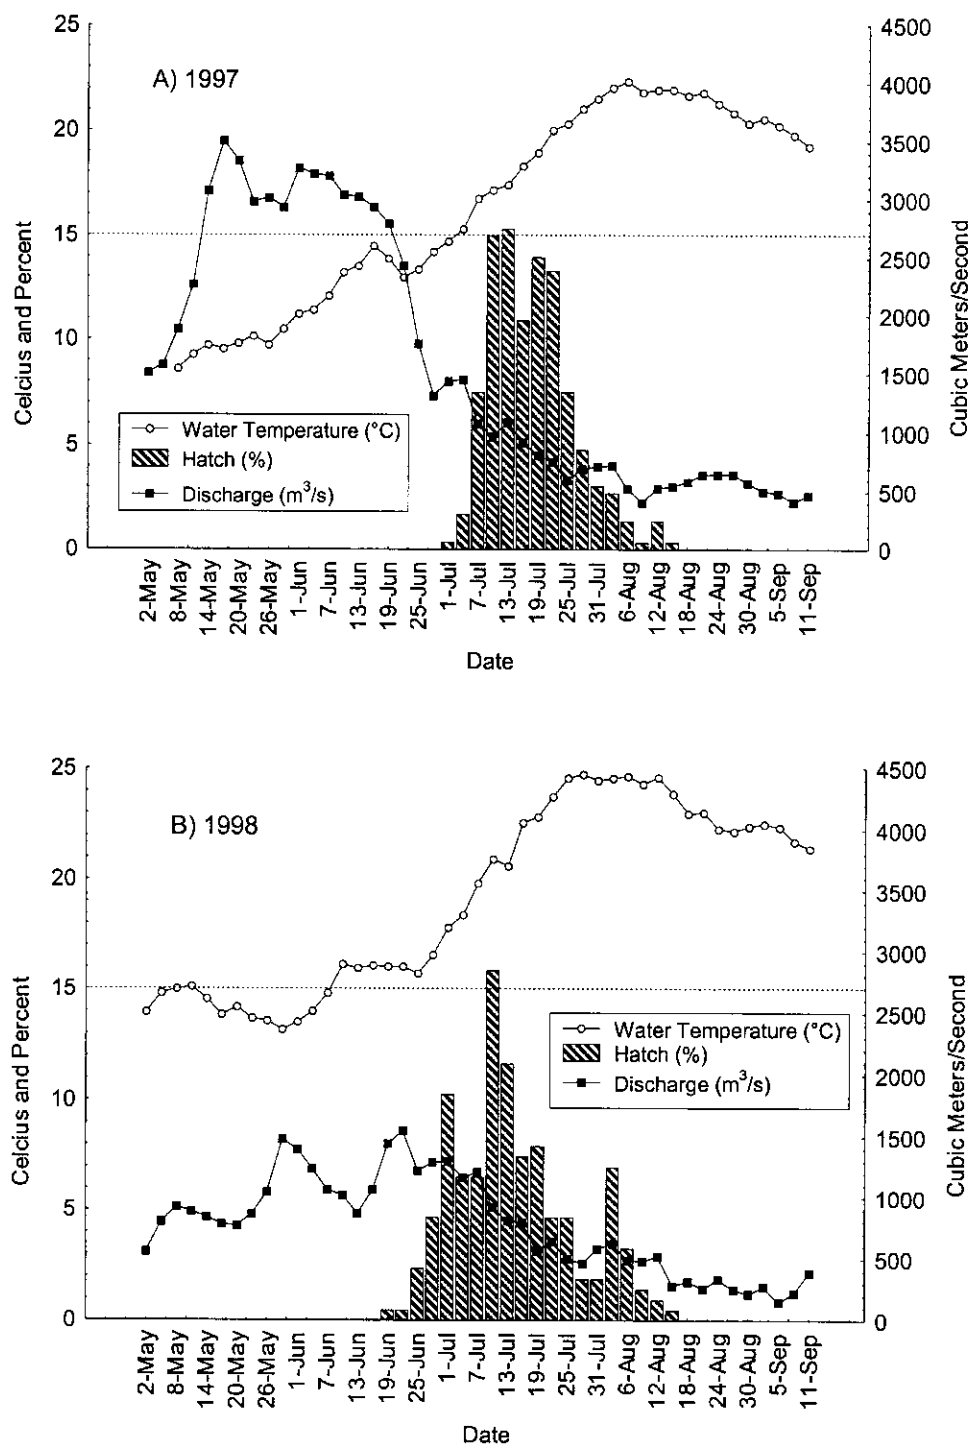 A) 1997
25
20
15
10
5
0
Celcius and Percent
4500
4000
3500
3000
2500
2000
1500
1000
500
0
Cubic Meters/Second
Water Temperature (°C)
Hatch (%)
Discharge (m³/s)
2-May
8-May
14-May
20-May
26-May
1-Jun
7-Jun
13-Jun
19-Jun
25-Jun
1-Jul
7-Jul
13-Jul
19-Jul
25-Jul
31-Jul
6-Aug
12-Aug
18-Aug
24-Aug
30-Aug
5-Sep
11-Sep
Date
B) 1998
25
20
15
10
5
0
Celcius and Percent
4500
4000
3500
3000
2500
2000
1500
1000
500
0
Cubic Meters/Second
Water Temperature (°C)
Hatch (%)
Discharge (m³/s)
2-May
8-May
14-May
20-May
26-May
1-Jun
7-Jun
13-Jun
19-Jun
25-Jun
1-Jul
7-Jul
13-Jul
19-Jul
25-Jul
31-Jul
6-Aug
12-Aug
18-Aug
24-Aug
30-Aug
5-Sep
11-Sep
Date